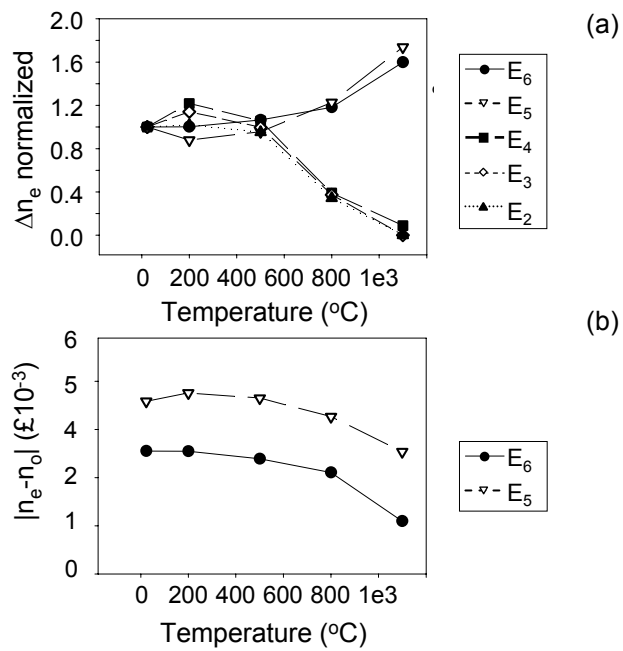 (a)
Δnₑ normalized
2.0
1.6
1.2
0.8
0.4
0.0
0 200 400 600 800 1e3
Temperature (ºC)
E₆
E₅
E₄
E₃
E₂
(b)
|nₑ-nₒ| (£10⁻³)
6
5
4
2
1
0
0 200 400 600 800 1e3
Temperature (ºC)
E₆
E₅